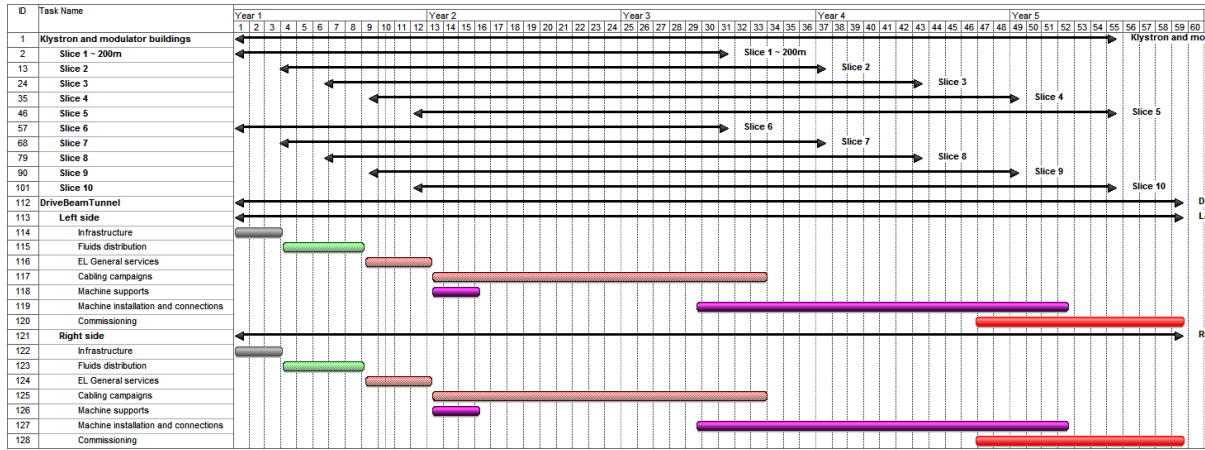 ID Task Name Year 1 Year 2 Year 3 Year 4 Year 5
1 2 3 4 5 6 7 8 9 10 11 12 13 14 15 16 17 18 19 20 21 22 23 24 25 26 27 28 29 30 31 32 33 34 35 36 37 38 39 40 41 42 43 44 45 46 47 48 49 50 51 52 53 54 55 56 57 58 59 60
1 Klystron and modulator buildings Klystron and mo
2 Slice 1 ~ 200m Slice 1 ~ 200m
13 Slice 2 Slice 2
24 Slice 3 Slice 3
35 Slice 4 Slice 4
46 Slice 5 Slice 5
57 Slice 6 Slice 6
68 Slice 7 Slice 7
79 Slice 8 Slice 8
90 Slice 9 Slice 9
101 Slice 10 Slice 10
112 DriveBeamTunnel D
113 Left side L
114 Infrastructure
115 Fluids distribution
116 EL General services
117 Cabling campaigns
118 Machine supports
119 Machine installation and connections
120 Commissioning
121 Right side R
122 Infrastructure
123 Fluids distribution
124 EL General services
125 Cabling campaigns
126 Machine supports
127 Machine installation and connections
128 Commissioning